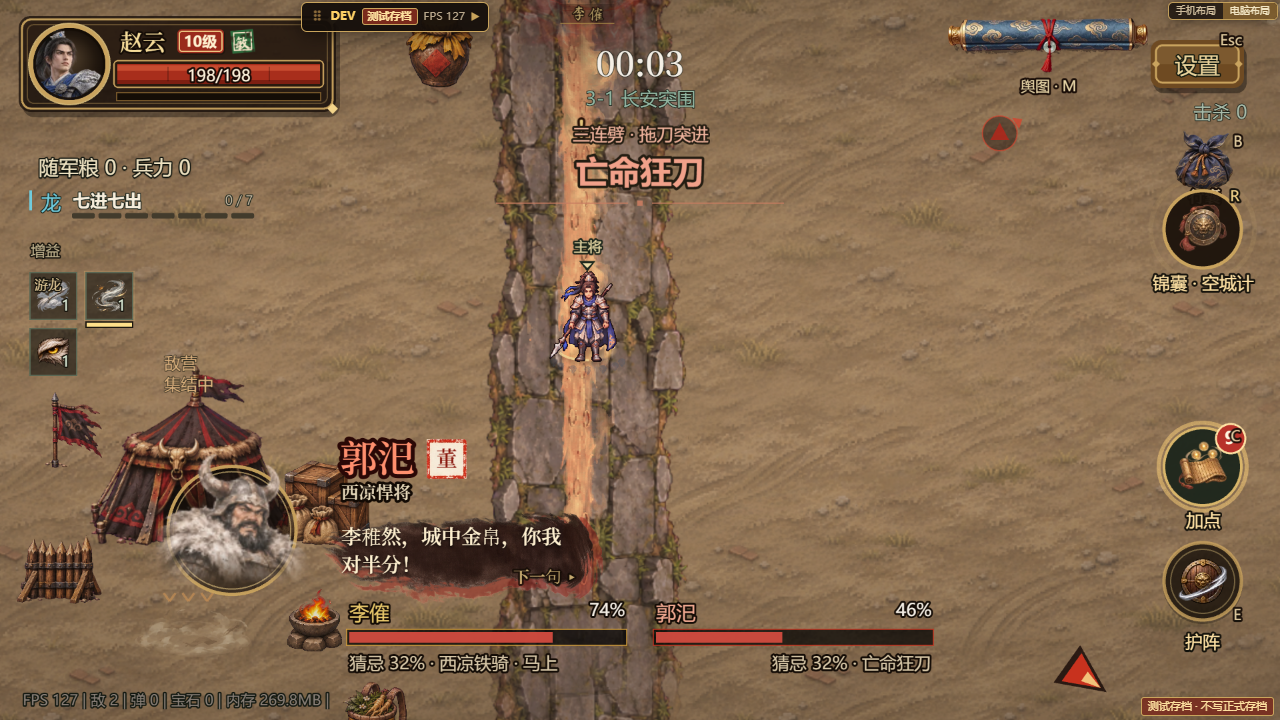 DEV 测试存档 FPS 127
李傕
手机布局 电脑布局
赵云 10级 敏
198/198
00:03
3-1 长安突围
三连劈·拖刀突进
亡命狂刀
舆图·M
Esc
设置
击杀 0
B
R
锦囊·空城计
随军粮 0·兵力 0
龙 七进七出 0/7
增益
游龙
1
1
1
主将
敌营
集结中
郭汜 董
西凉悍将
李稚然，城中金帛，你我
对半分！
下一句
C
加点
E
护阵
李傕 74%
猜忌 32%·西凉铁骑·马上
郭汜 46%
猜忌 32%·亡命狂刀
FPS 127 | 敌 2 | 弹 0 | 宝石 0 | 内存 269.8MB |
测试存档·不写正式存档